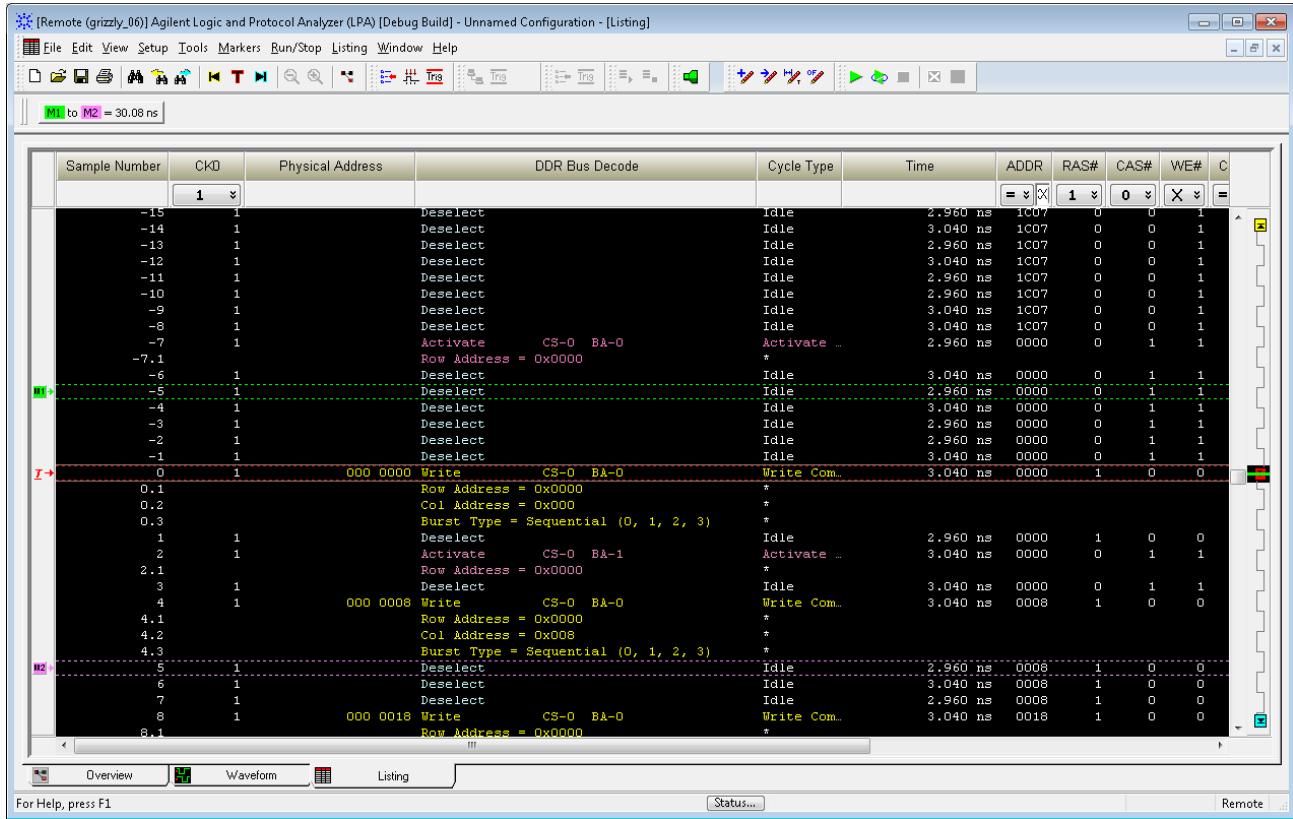 [Remote (grizzly_06)] Agilent Logic and Protocol Analyzer (LPA) [Debug Build] - Unnamed Configuration - [Listing]
File Edit View Setup Tools Markers Run/Stop Listing Window Help
T Trig Trig Trig
M1 to M2 = 30.08 ns
Sample Number CK0 Physical Address DDR Bus Decode Cycle Type Time ADDR RAS# CAS# WE# C
1 = X 1 0 X =
-15 1 Deselect Idle 2.960 ns 1C07 0 0 1
-14 1 Deselect Idle 3.040 ns 1C07 0 0 1
-13 1 Deselect Idle 2.960 ns 1C07 0 0 1
-12 1 Deselect Idle 3.040 ns 1C07 0 0 1
-11 1 Deselect Idle 2.960 ns 1C07 0 0 1
-10 1 Deselect Idle 2.960 ns 1C07 0 0 1
-9 1 Deselect Idle 3.040 ns 1C07 0 0 1
-8 1 Deselect Idle 3.040 ns 1C07 0 0 1
-7 1 Activate CS-0 BA-0 Activate … 2.960 ns 0000 0 1 1
-7.1 Row Address = 0x0000 *
-6 1 Deselect Idle 3.040 ns 0000 0 1 1
M1 -5 1 Deselect Idle 2.960 ns 0000 0 1 1
-4 1 Deselect Idle 3.040 ns 0000 0 1 1
-3 1 Deselect Idle 2.960 ns 0000 0 1 1
-2 1 Deselect Idle 2.960 ns 0000 0 1 1
-1 1 Deselect Idle 3.040 ns 0000 0 1 1
T 0 1 000 0000 Write CS-0 BA-0 Write Com… 3.040 ns 0000 1 0 0
0.1 Row Address = 0x0000 *
0.2 Col Address = 0x000 *
0.3 Burst Type = Sequential (0, 1, 2, 3) *
1 1 Deselect Idle 2.960 ns 0000 1 0 0
2 1 Activate CS-0 BA-1 Activate … 3.040 ns 0000 0 1 1
2.1 Row Address = 0x0000 *
3 1 Deselect Idle 3.040 ns 0000 0 1 1
4 1 000 0008 Write CS-0 BA-0 Write Com… 3.040 ns 0008 1 0 0
4.1 Row Address = 0x0000 *
4.2 Col Address = 0x008 *
4.3 Burst Type = Sequential (0, 1, 2, 3) *
M2 5 1 Deselect Idle 2.960 ns 0008 1 0 0
6 1 Deselect Idle 3.040 ns 0008 1 0 0
7 1 Deselect Idle 2.960 ns 0008 1 0 0
8 1 000 0018 Write CS-0 BA-0 Write Com… 3.040 ns 0018 1 0 0
8.1 Row Address = 0x0000 *
Overview Waveform Listing
For Help, press F1 Status... Remote